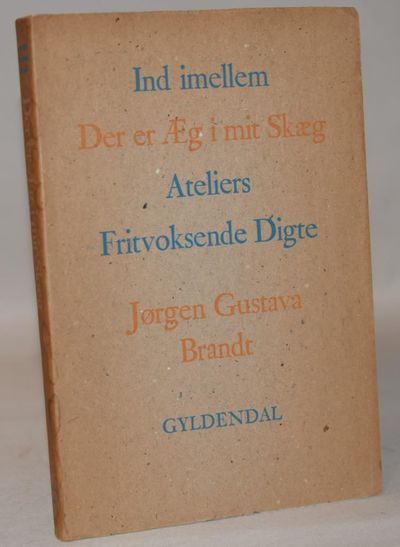 Ind imellem
Der er Æg i mit Skæg
Ateliers
Fritvoksende Digte
Jørgen Gustava
Brandt
GYLDENDAL